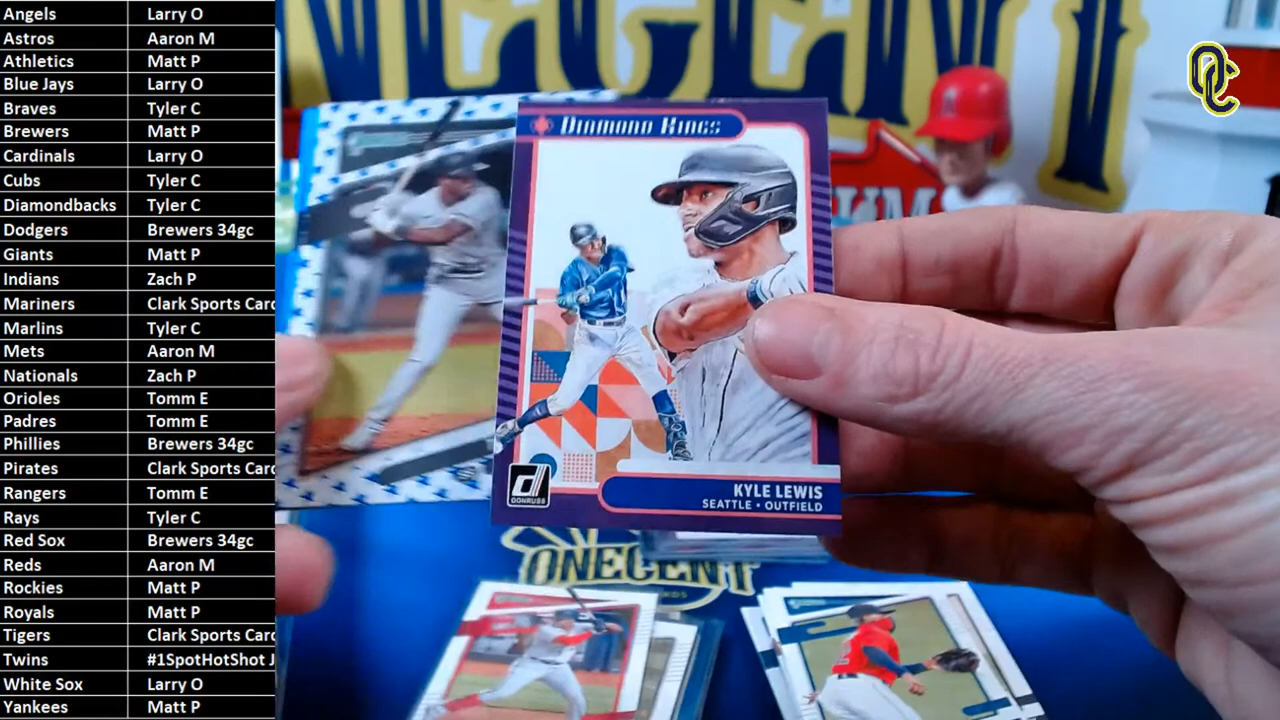 Angels Larry O
Astros Aaron M
Athletics Matt P
Blue Jays Larry O
Braves Tyler C
Brewers Matt P
Cardinals Larry O
Cubs Tyler C
Diamondbacks Tyler C
Dodgers Brewers 34gc
Giants Matt P
Indians Zach P
Mariners Clark Sports Card
Marlins Tyler C
Mets Aaron M
Nationals Zach P
Orioles Tomm E
Padres Tomm E
Phillies Brewers 34gc
Pirates Clark Sports Card
Rangers Tomm E
Rays Tyler C
Red Sox Brewers 34gc
Reds Aaron M
Rockies Matt P
Royals Matt P
Tigers Clark Sports Card
Twins #1SpotHotShot J
White Sox Larry O
Yankees Matt P
OC
DIAMOND KINGS
DONRUSS
KYLE LEWIS
SEATTLE • OUTFIELD
ONECENT